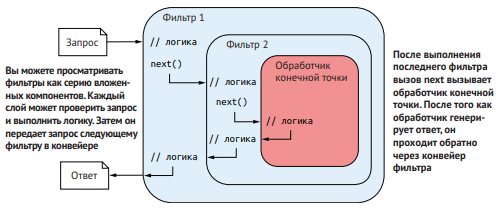 Фильтр 1
Запрос
// логика
next()
Фильтр 2
// логика
next()
Обработчик
конечной точки
// логика
// логика
// логика
Ответ
Вы можете просматривать
фильтры как серию вложен-
ных компонентов. Каждый
слой может проверить запрос
и выполнить логику. Затем он
передает запрос следующему
фильтру в конвейере
После выполнения
последнего фильтра
вызов next вызывает
обработчик конечной
точки. После того как
обработчик генери-
рует ответ, он
проходит обратно
через конвейер
фильтра